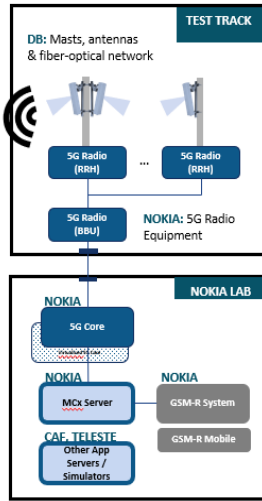 TEST TRACK
DB: Masts, antennas
& fiber-optical network
5G Radio
(RRH)
...
5G Radio
(RRH)
5G Radio
(BBU)
NOKIA: 5G Radio
Equipment
NOKIA LAB
NOKIA
5G Core
NOKIA
MCx Server
NOKIA
GSM-R System
GSM-R Mobile
CAF, TELESTE
Other App
Servers /
Simulators